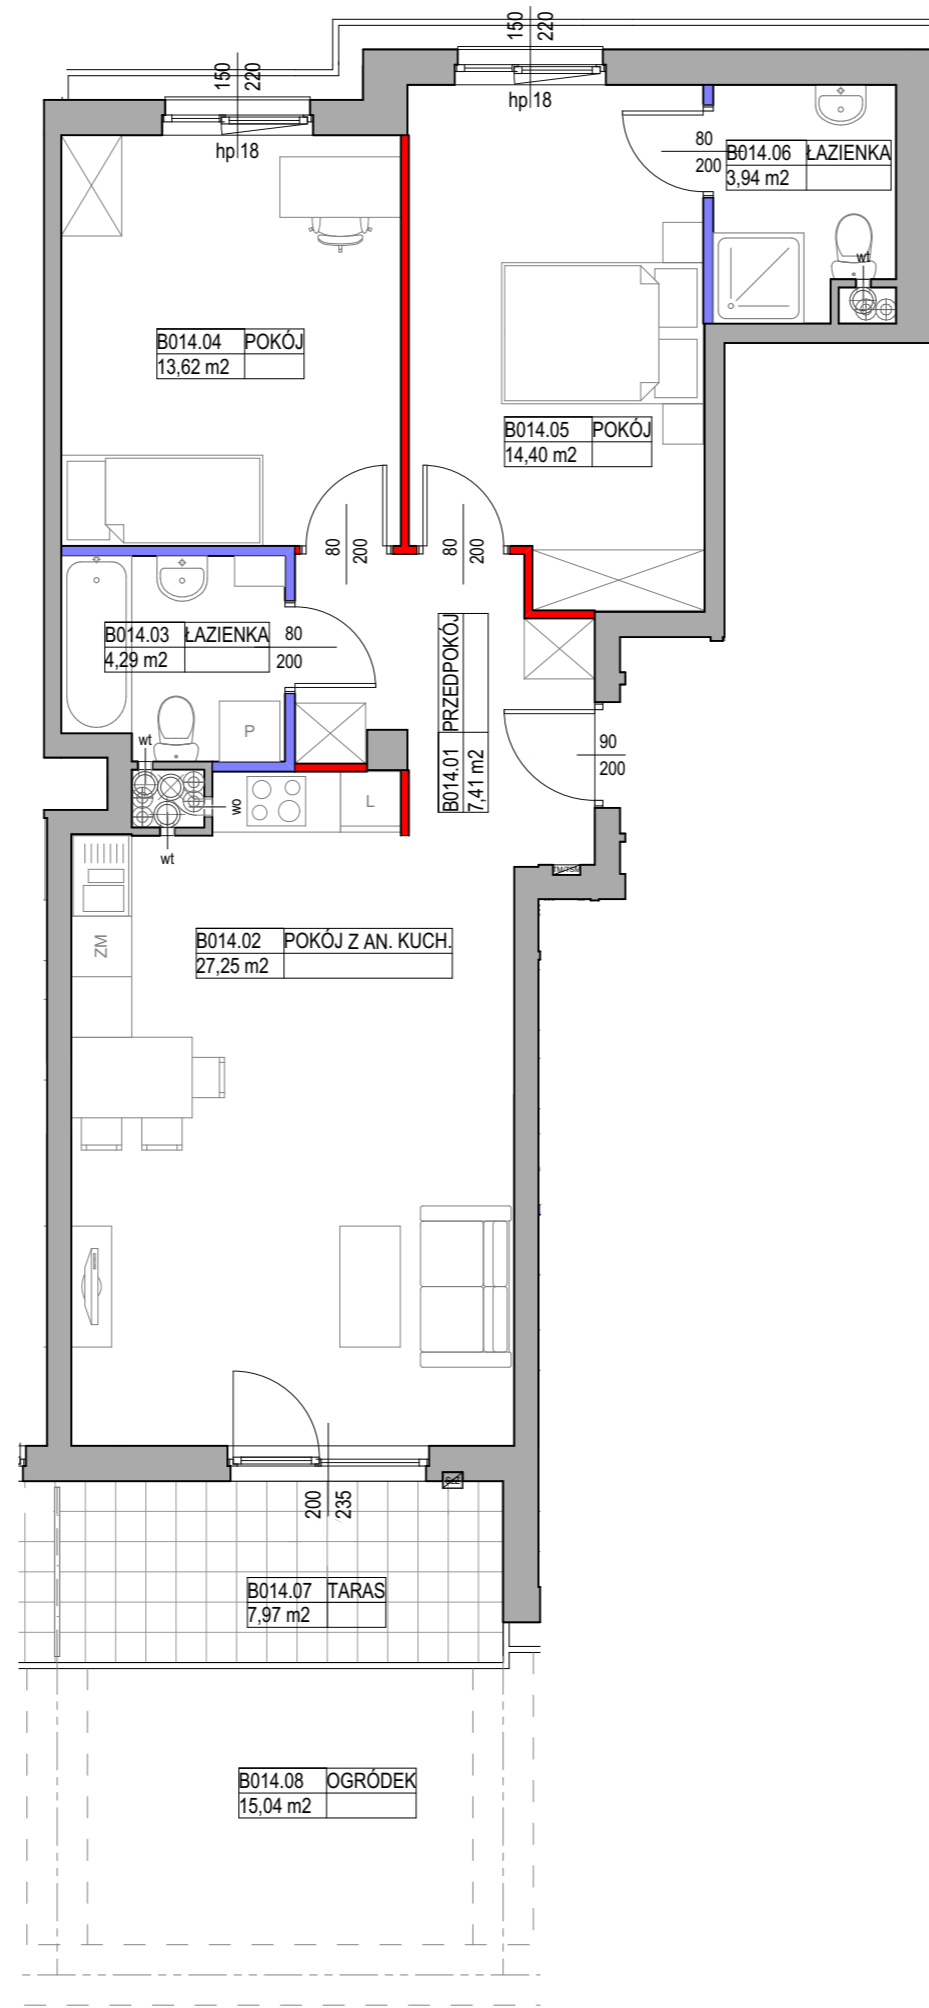 150
220
150
220
hp 18
hp 18
80
200
B014.06 ŁAZIENKA
3,94 m2
wt
B014.04 POKÓJ
13,62 m2
B014.05 POKÓJ
14,40 m2
80
200
80
200
B014.03 ŁAZIENKA
4,29 m2
80
200
B014.01 PRZEDPOKÓJ
7,41 m2
P
wt
90
200
L
wo
wt
ZM
B014.02 POKÓJ Z AN. KUCH.
27,25 m2
200
235
B014.07 TARAS
7,97 m2
B014.08 OGRÓDEK
15,04 m2